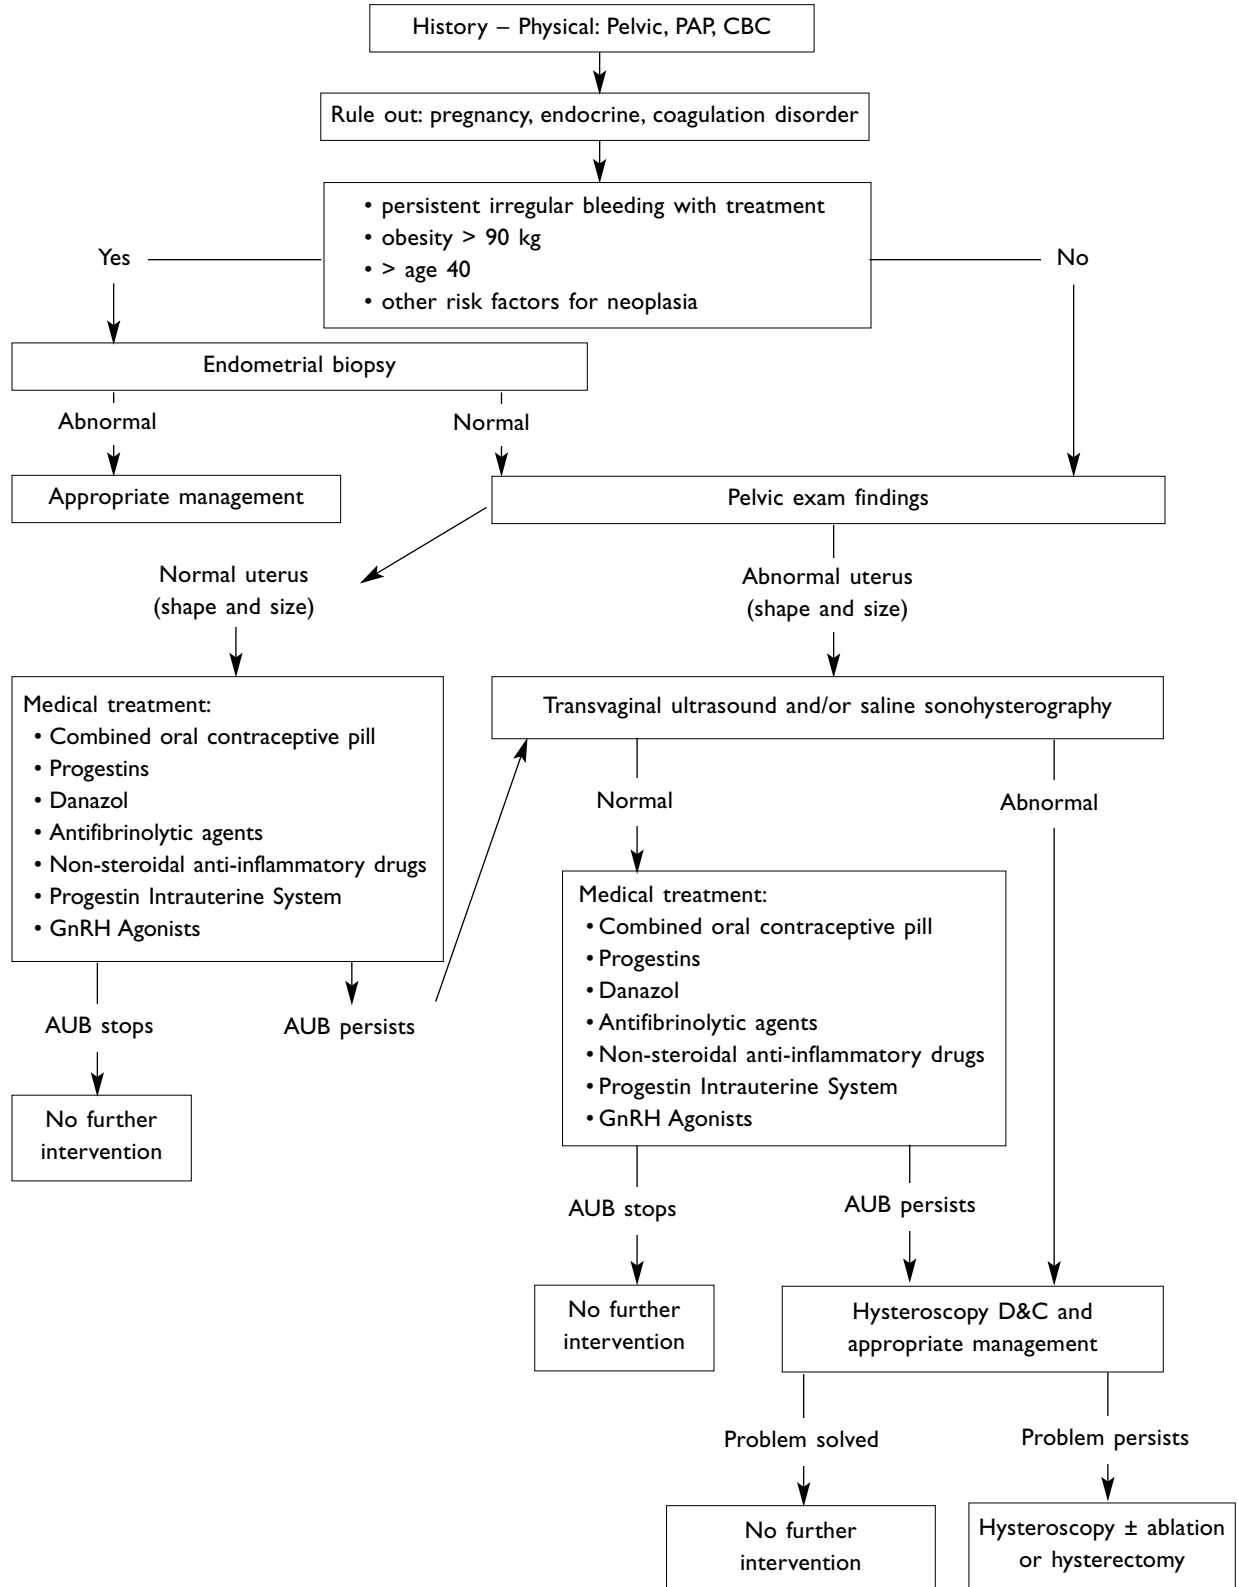 History – Physical: Pelvic, PAP, CBC
Rule out: pregnancy, endocrine, coagulation disorder
• persistent irregular bleeding with treatment
• obesity > 90 kg
• > age 40
• other risk factors for neoplasia
Yes
No
Endometrial biopsy
Abnormal
Normal
Appropriate management
Pelvic exam findings
Normal uterus
(shape and size)
Abnormal uterus
(shape and size)
Medical treatment:
• Combined oral contraceptive pill
• Progestins
• Danazol
• Antifibrinolytic agents
• Non-steroidal anti-inflammatory drugs
• Progestin Intrauterine System
• GnRH Agonists
Transvaginal ultrasound and/or saline sonohysterography
Normal
Abnormal
AUB stops
AUB persists
No further
intervention
Medical treatment:
• Combined oral contraceptive pill
• Progestins
• Danazol
• Antifibrinolytic agents
• Non-steroidal anti-inflammatory drugs
• Progestin Intrauterine System
• GnRH Agonists
AUB stops
AUB persists
No further
intervention
Hysteroscopy D&C and
appropriate management
Problem solved
Problem persists
No further
intervention
Hysteroscopy ± ablation
or hysterectomy